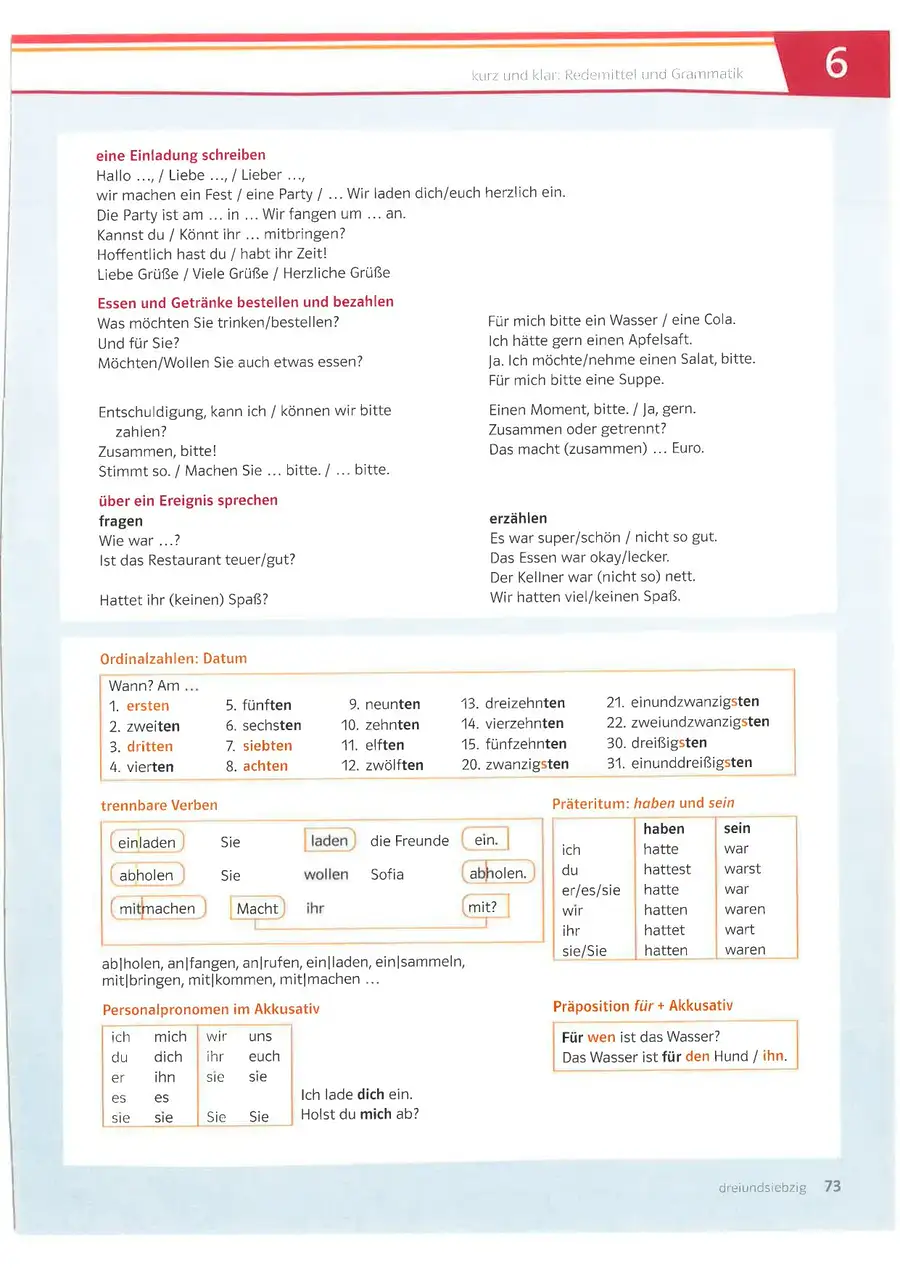 kurz und klar: Redemittel und Grammatik
6
eine Einladung schreiben
Hallo …, / Liebe …, / Lieber …,
wir machen ein Fest / eine Party / … Wir laden dich/euch herzlich ein.
Die Party ist am … in … Wir fangen um … an.
Kannst du / Könnt ihr … mitbringen?
Hoffentlich hast du / habt ihr Zeit!
Liebe Grüße / Viele Grüße / Herzliche Grüße
Essen und Getränke bestellen und bezahlen
Was möchten Sie trinken/bestellen? Für mich bitte ein Wasser / eine Cola.
Und für Sie? Ich hätte gern einen Apfelsaft.
Möchten/Wollen Sie auch etwas essen? Ja. Ich möchte/nehme einen Salat, bitte.
Für mich bitte eine Suppe.
Entschuldigung, kann ich / können wir bitte Einen Moment, bitte. / Ja, gern.
zahlen? Zusammen oder getrennt?
Zusammen, bitte! Das macht (zusammen) … Euro.
Stimmt so. / Machen Sie … bitte. / … bitte.
über ein Ereignis sprechen
fragen erzählen
Wie war …? Es war super/schön / nicht so gut.
Ist das Restaurant teuer/gut? Das Essen war okay/lecker.
Der Kellner war (nicht so) nett.
Hattet ihr (keinen) Spaß? Wir hatten viel/keinen Spaß.
Ordinalzahlen: Datum
Wann? Am …
1. ersten 5. fünften 9. neunten 13. dreizehnten 21. einundzwanzigsten
2. zweiten 6. sechsten 10. zehnten 14. vierzehnten 22. zweiundzwanzigsten
3. dritten 7. siebten 11. elften 15. fünfzehnten 30. dreißigsten
4. vierten 8. achten 12. zwölften 20. zwanzigsten 31. einunddreißigsten
trennbare Verben
einladen Sie laden die Freunde ein.
abholen Sie wollen Sofia abholen.
mitmachen Macht ihr mit?
ab|holen, an|fangen, an|rufen, ein|laden, ein|sammeln,
mit|bringen, mit|kommen, mit|machen …
Präteritum: haben und sein
haben sein
ich hatte war
du hattest warst
er/es/sie hatte war
wir hatten waren
ihr hattet wart
sie/Sie hatten waren
Personalpronomen im Akkusativ
ich mich wir uns
du dich ihr euch
er ihn sie sie
es es
sie sie Sie Sie
Ich lade dich ein.
Holst du mich ab?
Präposition für + Akkusativ
Für wen ist das Wasser?
Das Wasser ist für den Hund / ihn.
dreiundsiebzig 73